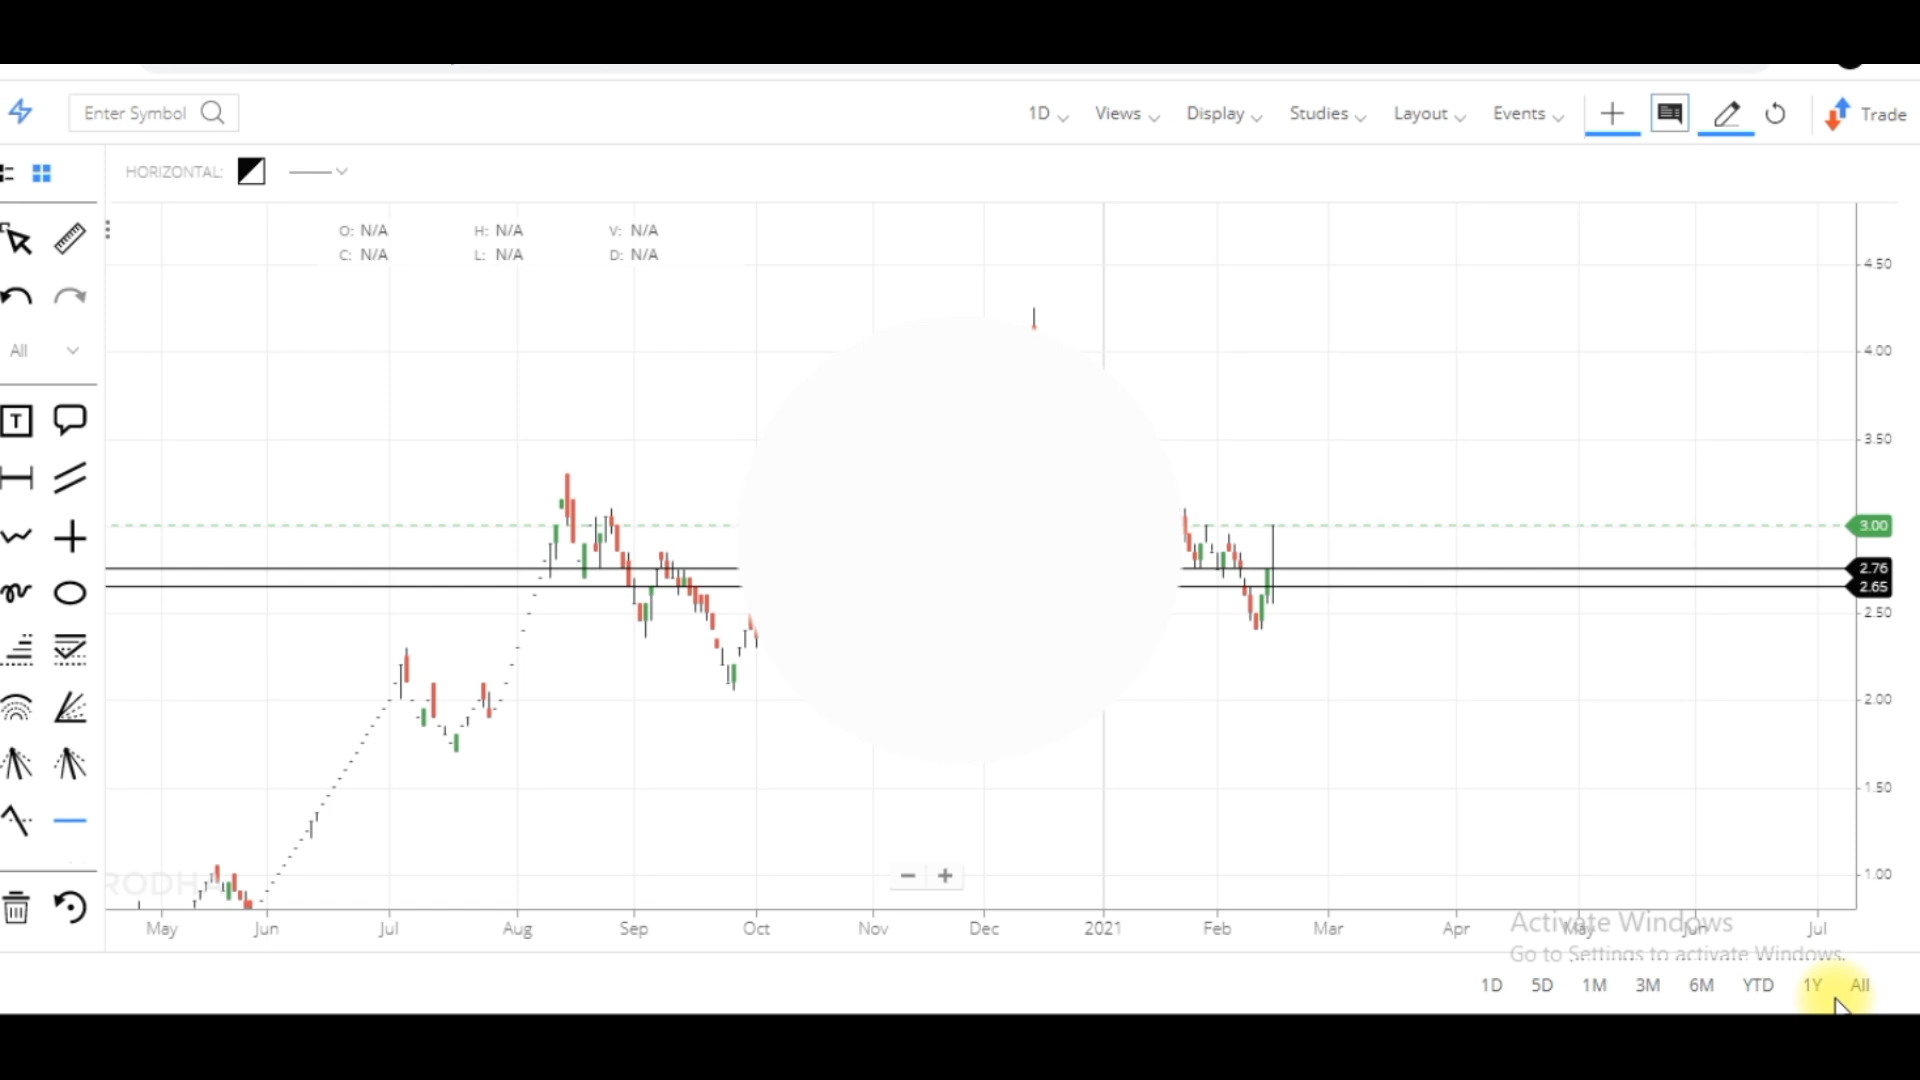 Enter Symbol
1D Views Display Studies Layout Events Trade
HORIZONTAL:
O: N/A H: N/A V: N/A
C: N/A L: N/A D: N/A
All
T
4.50
4.00
3.50
3.00
2.76
2.65
2.50
2.00
1.50
1.00
RODH
May Jun Jul Aug Sep Oct Nov Dec 2021 Feb Mar Apr May Jun Jul
Activate Windows
Go to Settings to activate Windows.
1D 5D 1M 3M 6M YTD 1Y All